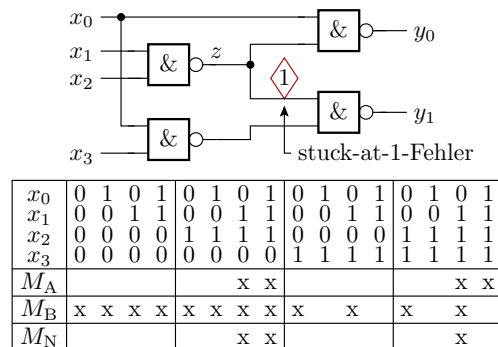 x0
& y0
x1 z
& 1
x2
& y1
&
x3 stuck-at-1-Fehler
x0 0 1 0 1 0 1 0 1 0 1 0 1 0 1 0 1
x1 0 0 1 1 0 0 1 1 0 0 1 1 0 0 1 1
x2 0 0 0 0 1 1 1 1 0 0 0 0 1 1 1 1
x3 0 0 0 0 0 0 0 0 1 1 1 1 1 1 1 1
MA x x x x
MB x x x x x x x x x x x x
MN x x x